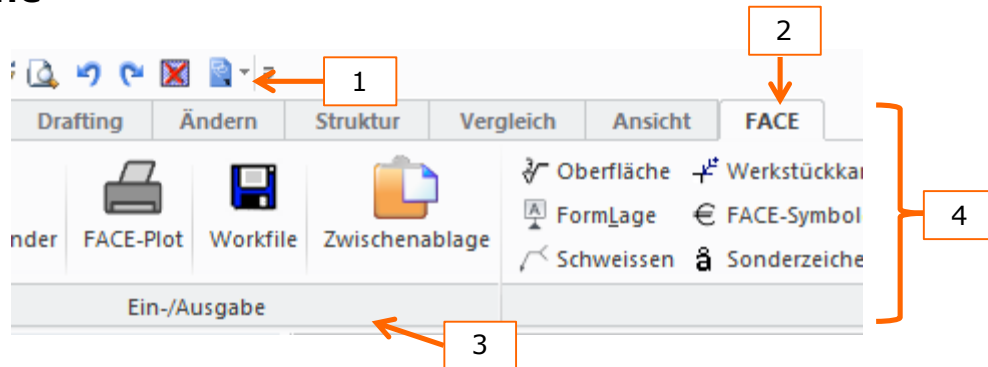 2
1
Drafting Ändern Struktur Vergleich Ansicht FACE
Oberfläche Werkstückka
FormLage € FACE-Symbol
4
nder FACE-Plot Workfile Zwischenablage
Schweissen å Sonderzeiche
Ein-/Ausgabe
3